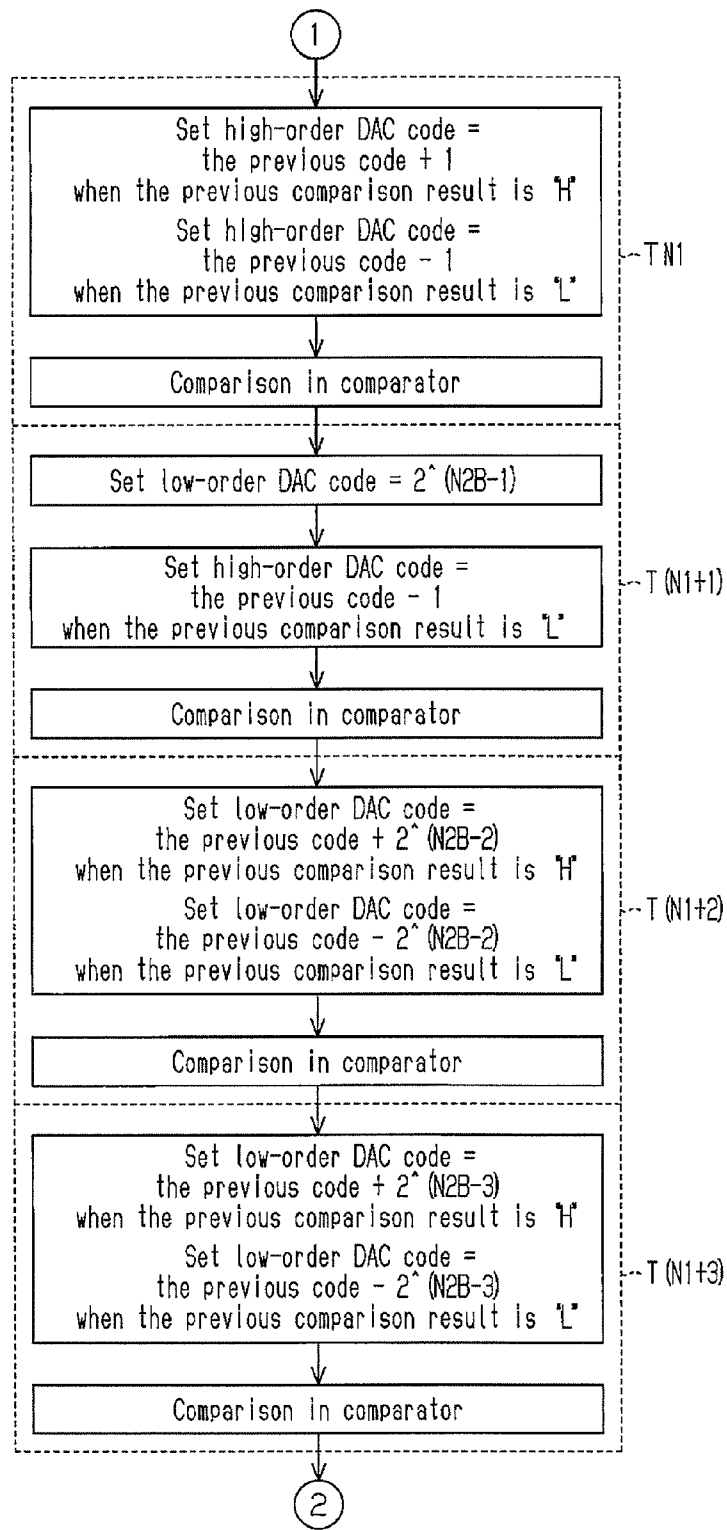 1
Set high-order DAC code =
the previous code + 1
when the previous comparison result is "H"
Set high-order DAC code =
the previous code - 1
when the previous comparison result is "L"
TN1
Comparison in comparator
Set low-order DAC code = 2^(N2B-1)
Set high-order DAC code =
the previous code - 1
when the previous comparison result is "L"
T(N1+1)
Comparison in comparator
Set low-order DAC code =
the previous code + 2^(N2B-2)
when the previous comparison result is "H"
Set low-order DAC code =
the previous code - 2^(N2B-2)
when the previous comparison result is "L"
T(N1+2)
Comparison in comparator
Set low-order DAC code =
the previous code + 2^(N2B-3)
when the previous comparison result is "H"
Set low-order DAC code =
the previous code - 2^(N2B-3)
when the previous comparison result is "L"
T(N1+3)
Comparison in comparator
2